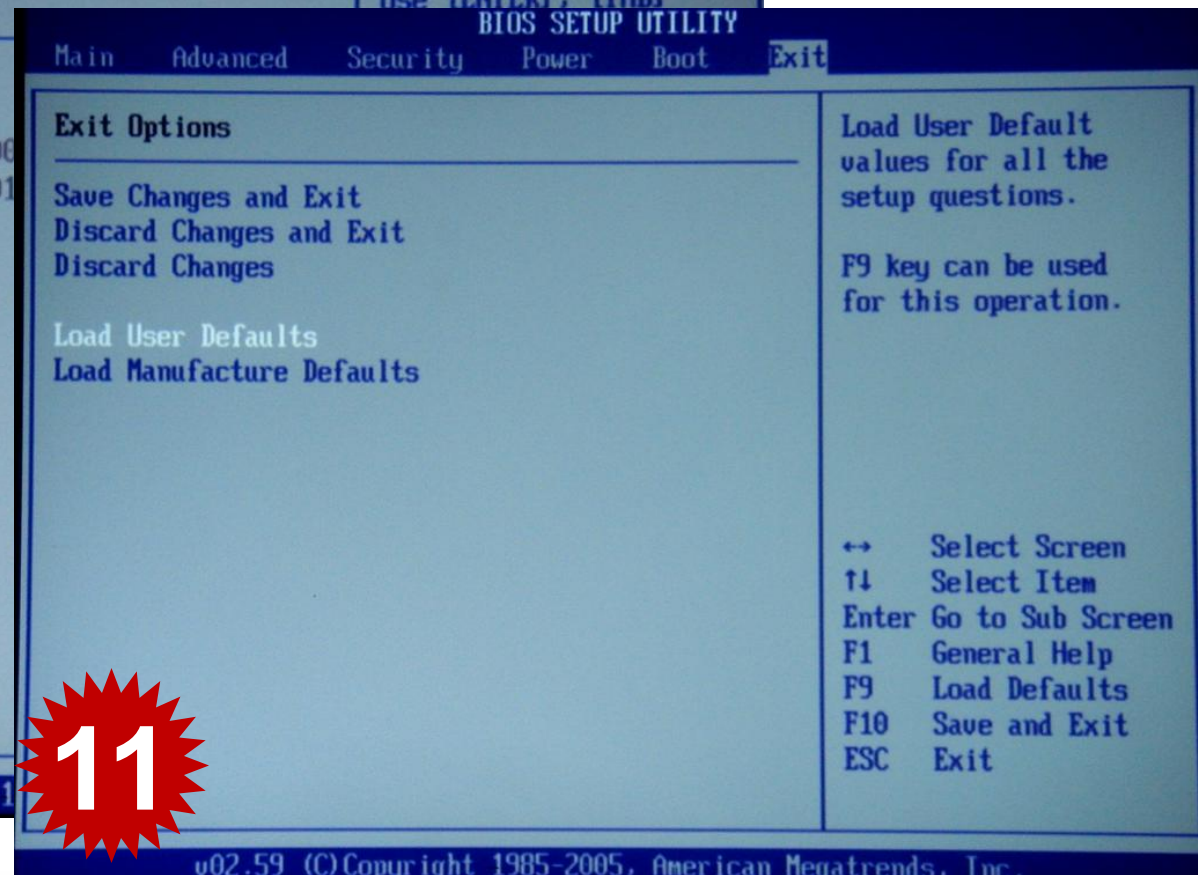 BIOS SETUP UTILITY
Main Advanced Security Power Boot Exit
Exit Options
Save Changes and Exit
Discard Changes and Exit
Discard Changes
Load User Defaults
Load Manufacture Defaults
Load User Default
values for all the
setup questions.
F9 key can be used
for this operation.
↔ Select Screen
↑↓ Select Item
Enter Go to Sub Screen
F1 General Help
F9 Load Defaults
F10 Save and Exit
ESC Exit
11
v02.59 (C)Copyright 1985-2005, American Megatrends, Inc.